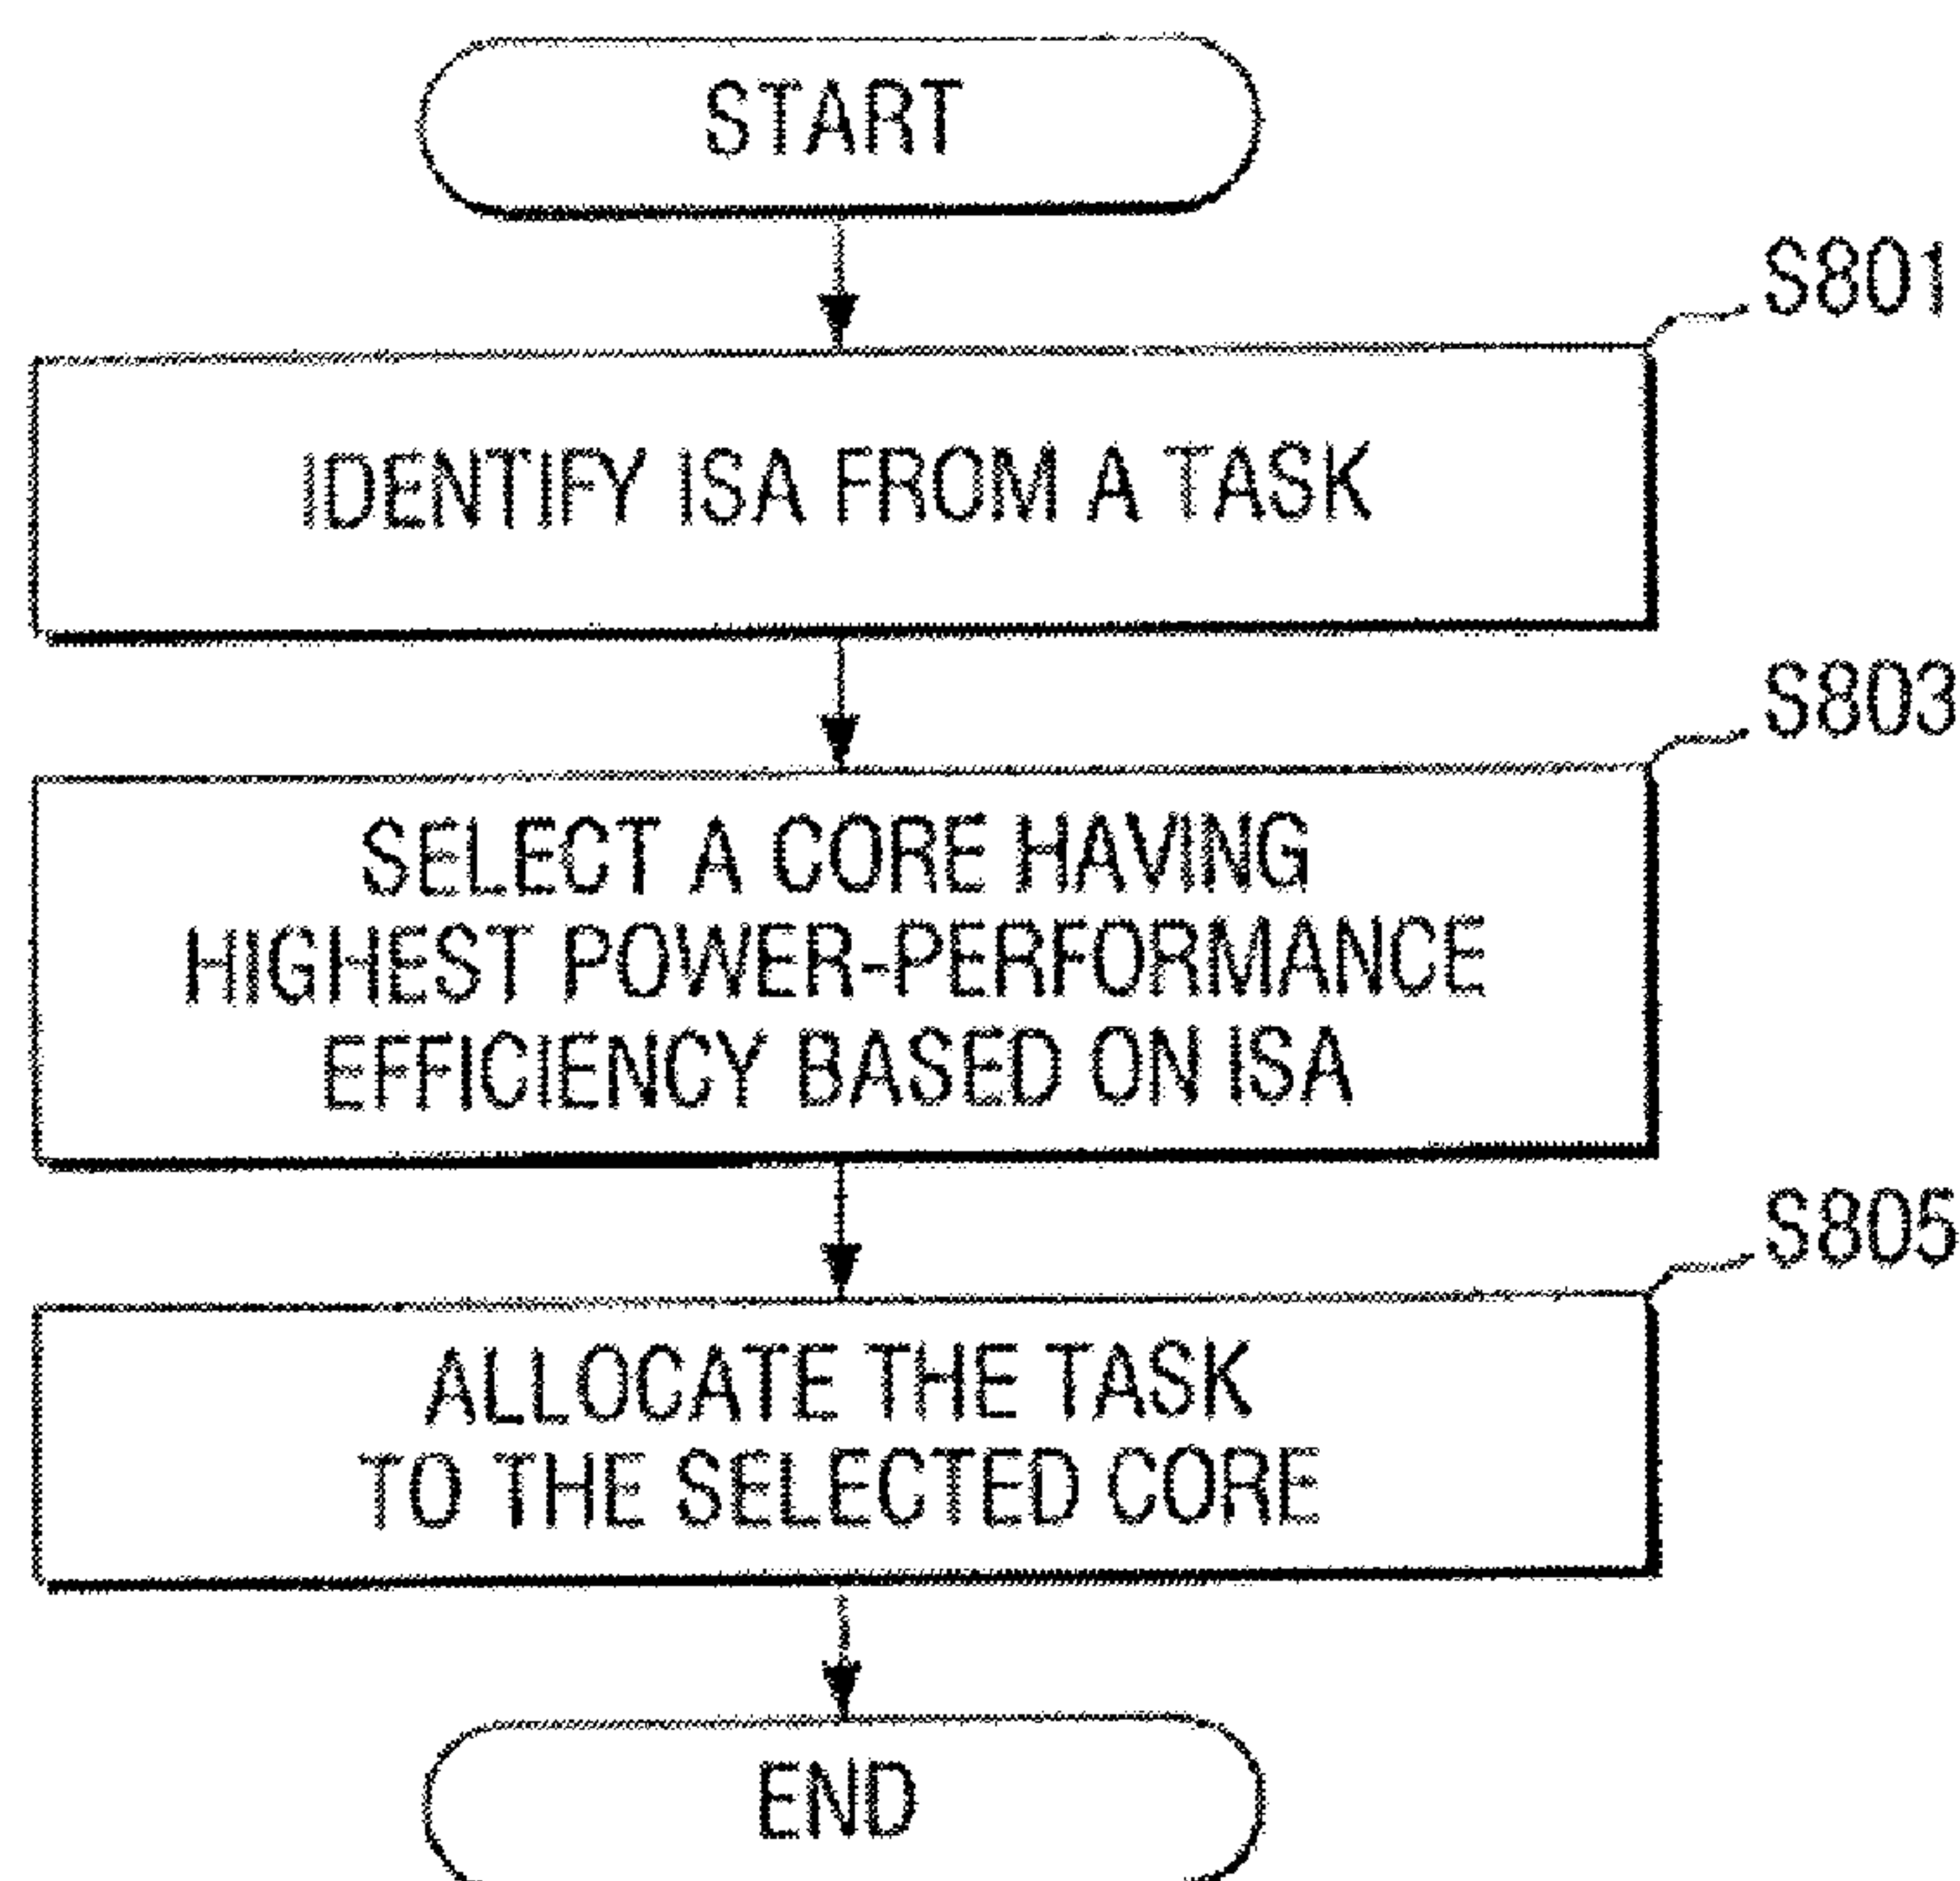 START
S801
IDENTIFY ISA FROM A TASK
S803
SELECT A CORE HAVING
HIGHEST POWER-PERFORMANCE
EFFICIENCY BASED ON ISA
S805
ALLOCATE THE TASK
TO THE SELECTED CORE
END